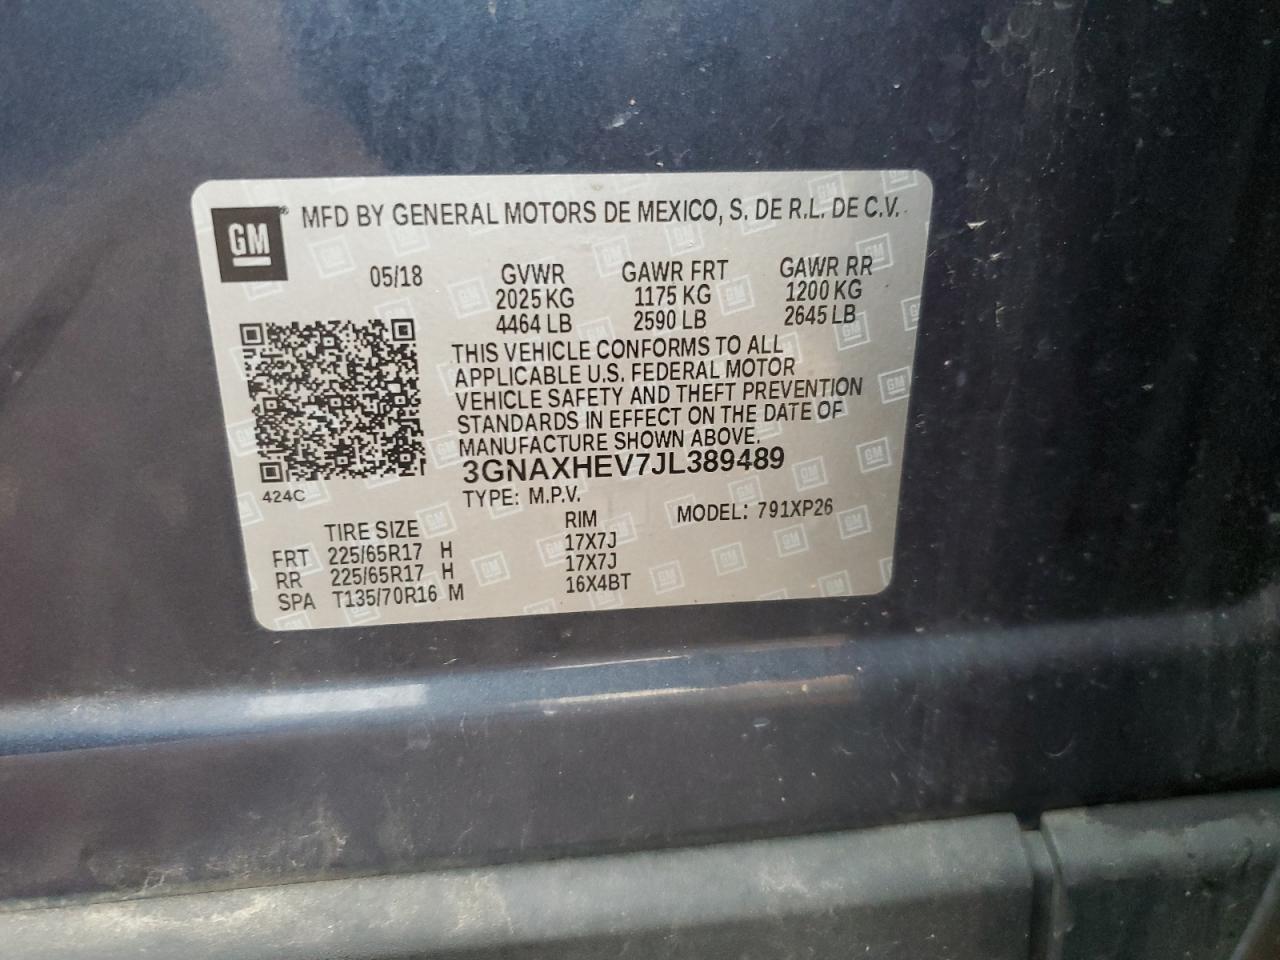 GM® MFD BY GENERAL MOTORS DE MEXICO, S. DE R.L. DE C.V.
05/18 GVWR GAWR FRT GAWR RR
2025 KG 1175 KG 1200 KG
4464 LB 2590 LB 2645 LB
THIS VEHICLE CONFORMS TO ALL
APPLICABLE U.S. FEDERAL MOTOR
VEHICLE SAFETY AND THEFT PREVENTION
STANDARDS IN EFFECT ON THE DATE OF
MANUFACTURE SHOWN ABOVE.
3GNAXHEV7JL389489
424C
TYPE: M.P.V. MODEL: 791XP26
TIRE SIZE RIM
FRT 225/65R17 H 17X7J
RR 225/65R17 H 17X7J
SPA T135/70R16 M 16X4BT